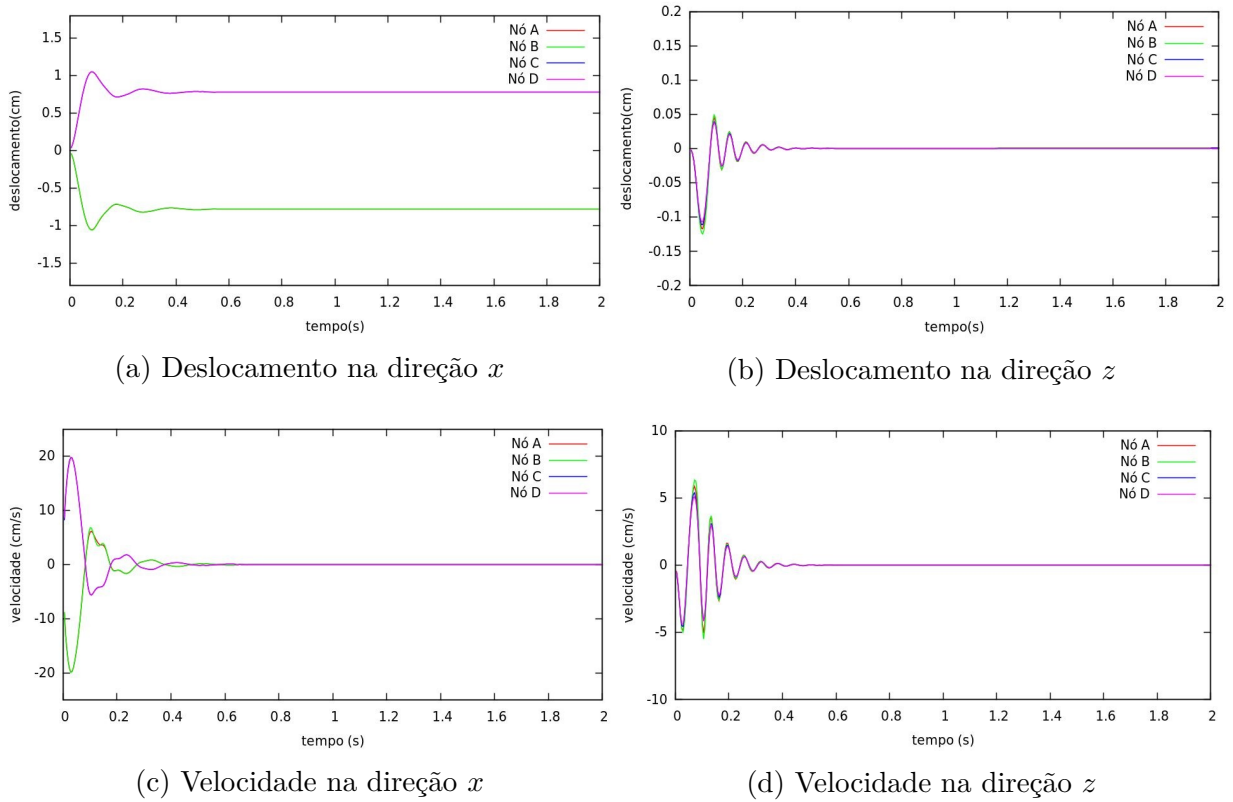 1.5
1
0.5
0
-0.5
-1
-1.5
deslocamento(cm)
Nó A
Nó B
Nó C
Nó D
0 0.2 0.4 0.6 0.8 1 1.2 1.4 1.6 1.8 2
tempo(s)
(a) Deslocamento na direção x
0.2
0.15
0.1
0.05
0
-0.05
-0.1
-0.15
-0.2
deslocamento(cm)
Nó A
Nó B
Nó C
Nó D
0 0.2 0.4 0.6 0.8 1 1.2 1.4 1.6 1.8 2
tempo(s)
(b) Deslocamento na direção z
20
10
0
-10
-20
velocidade (cm/s)
Nó A
Nó B
Nó C
Nó D
0 0.2 0.4 0.6 0.8 1 1.2 1.4 1.6 1.8 2
tempo (s)
(c) Velocidade na direção x
10
5
0
-5
-10
velocidade (cm/s)
Nó A
Nó B
Nó C
Nó D
0 0.2 0.4 0.6 0.8 1 1.2 1.4 1.6 1.8 2
tempo (s)
(d) Velocidade na direção z